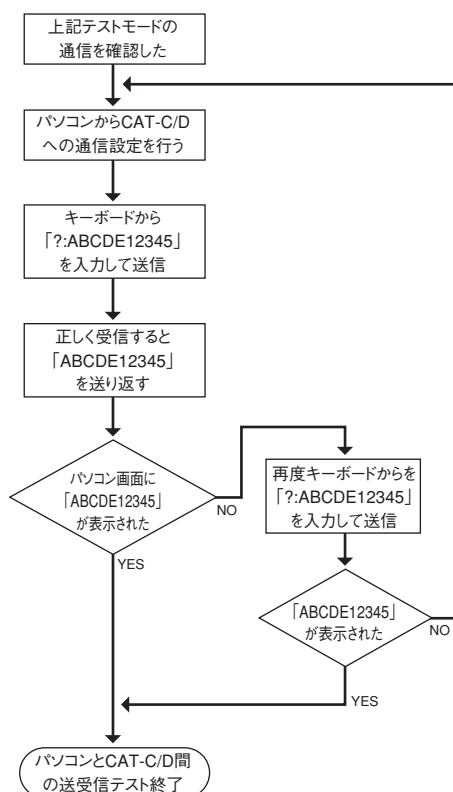 上記テストモードの
通信を確認した
パソコンからCAT-C/D
への通信設定を行う
キーボードから
「?:ABCDE12345」
を入力して送信
正しく受信すると
「ABCDE12345」
を送り返す
パソコン画面に
「ABCDE12345」
が表示された
NO
YES
再度キーボードからを
「?:ABCDE12345」
を入力して送信
「ABCDE12345」
が表示された
NO
YES
パソコンとCAT-C/D間
の送受信テスト終了